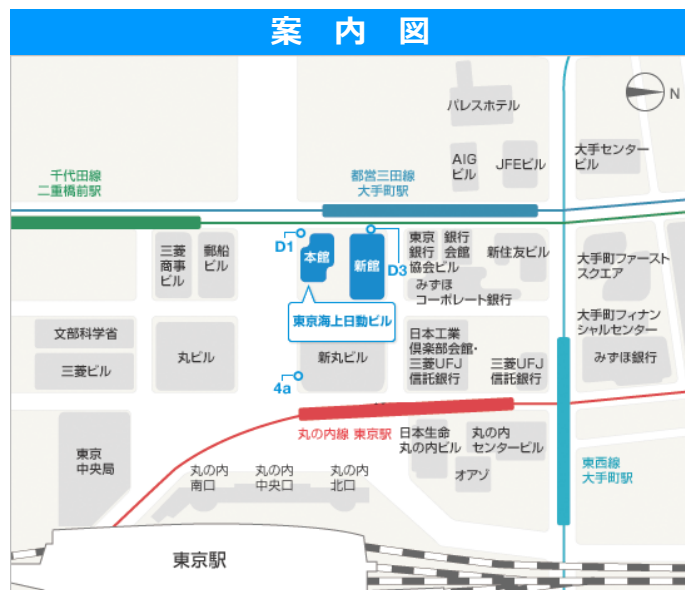 案内図
N
パレスホテル
千代田線
二重橋前駅
都営三田線
大手町駅
AIG
ビル
JFEビル
大手センター
ビル
D1
本館
新館
D3
三菱
商事
ビル
郵船
ビル
東京
銀行
協会ビル
銀行
会館
新住友ビル
みずほ
コーポレート銀行
大手町ファースト
スクエア
東京海上日動ビル
大手町フィナン
シャルセンター
みずほ銀行
文部科学省
三菱ビル
丸ビル
新丸ビル
4a
日本工業
倶楽部会館・
三菱UFJ
信託銀行
三菱UFJ
信託銀行
丸の内線 東京駅
日本生命
丸の内ビル
丸の内
センタービル
オアゾ
東西線
大手町駅
東京
中央局
丸の内
南口
丸の内
中央口
丸の内
北口
東京駅